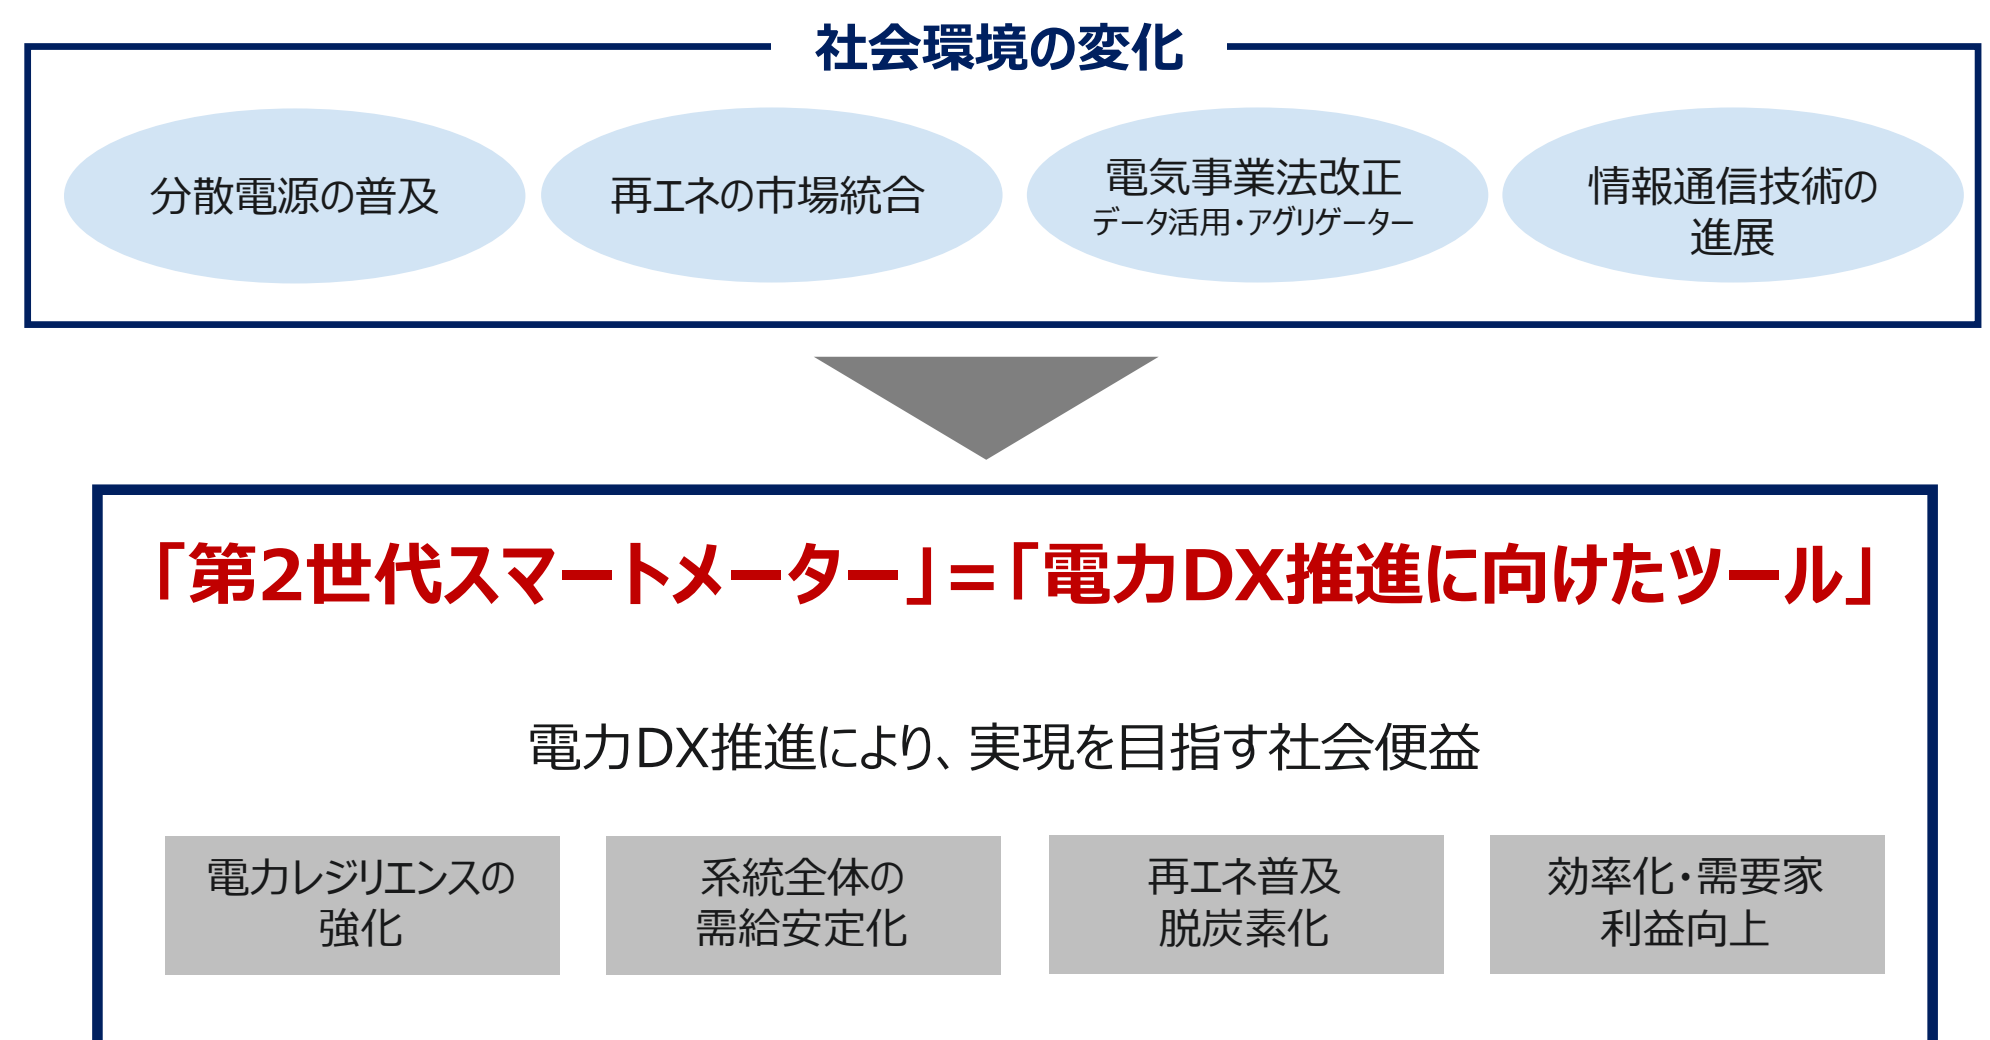 社会環境の変化
分散電源の普及
再エネの市場統合
電気事業法改正
データ活用・アグリゲーター
情報通信技術の
進展
「第2世代スマートメーター」=「電力DX推進に向けたツール」
電力DX推進により、実現を目指す社会便益
電力レジリエンスの
強化
系統全体の
需給安定化
再エネ普及
脱炭素化
効率化・需要家
利益向上